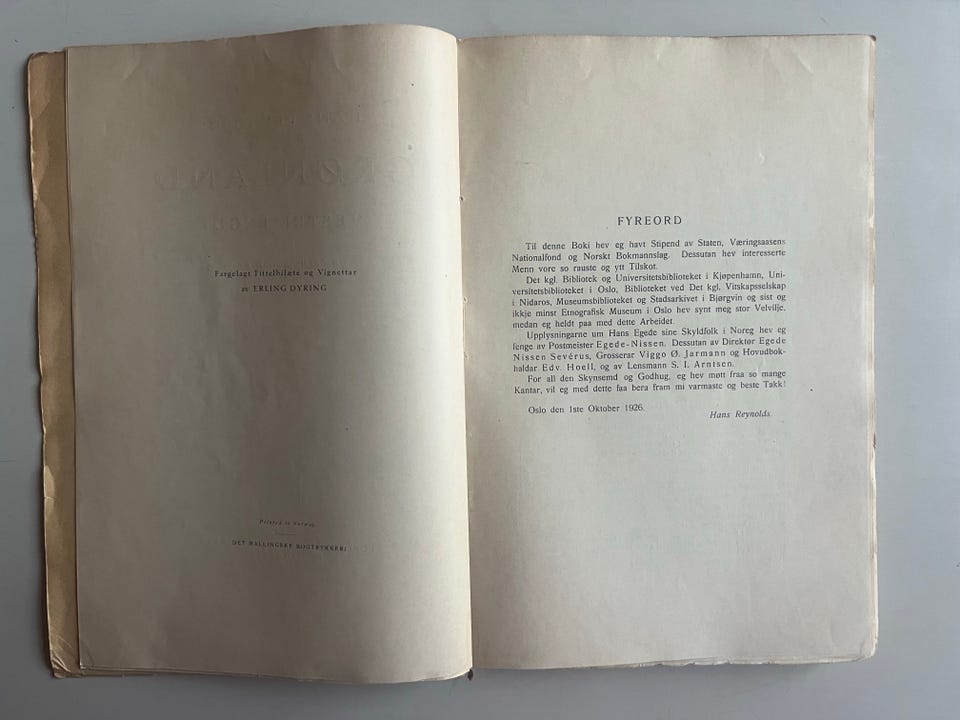 Fargelagt Tittelbilæte og Vignettar
av ERLING DYRING
Printed in Norway
DET MALLINGSKE BOGTRYKKERI
FYREORD
Til denne Boki hev eg havt Stipend av Staten, Væringsaasens
Nationalfond og Norskt Bokmannslag. Dessutan hev interesserte
Menn vore so rauste og ytt Tilskot.
Det kgl. Bibliotek og Universitetsbiblioteket i Kjøpenhamn, Uni-
versitetsbiblioteket i Oslo, Biblioteket ved Det kgl. Vitskapsselskap
i Nidaros, Museumsbiblioteket og Stadsarkivet i Bjørgvin og sist og
ikkje minst Etnografisk Museum i Oslo hev synt meg stor Velvilje,
medan eg heldt paa med dette Arbeidet.
Upplysningarne um Hans Egede sine Skyldfolk i Noreg hev eg
fenge av Postmeister Egede-Nissen. Dessutan av Direktør Egede
Nissen Sevérus, Grosserar Viggo Ø. Jarmann og Hovudbok-
haldar Edv. Hoell, og av Lensmann S. I. Arntsen.
For all den Skynsemd og Godhug, eg hev møtt fraa so mange
Kantar, vil eg med dette faa bera fram mi varmaste og beste Takk!
Oslo den 1ste Oktober 1926.
Hans Reynolds.